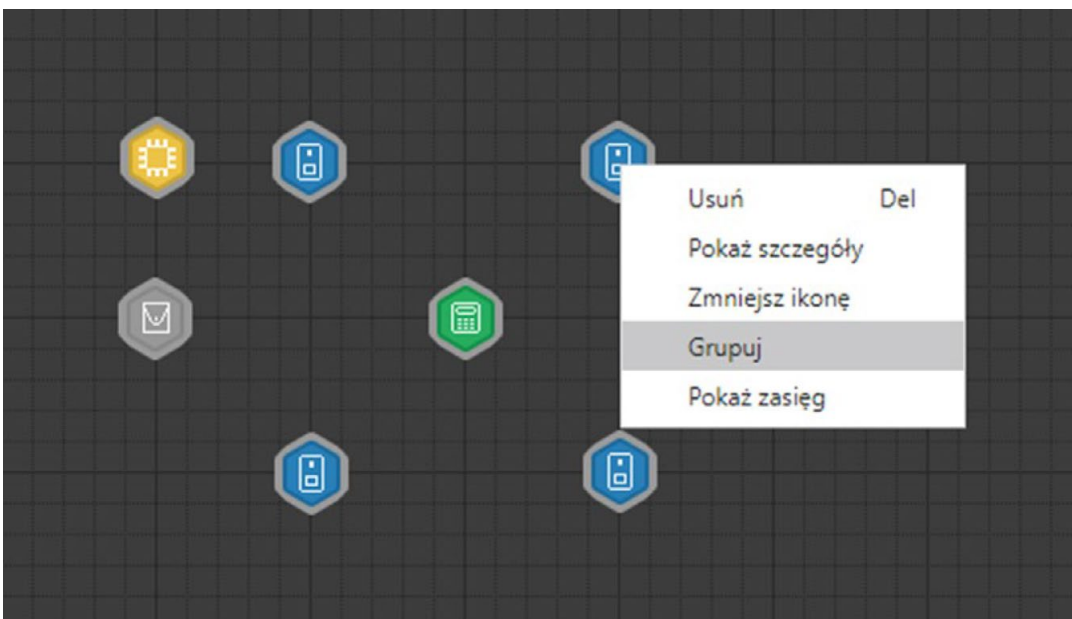 Usuń Del
Pokaż szczegóły
Zmniejsz ikonę
Grupuj
Pokaż zasięg